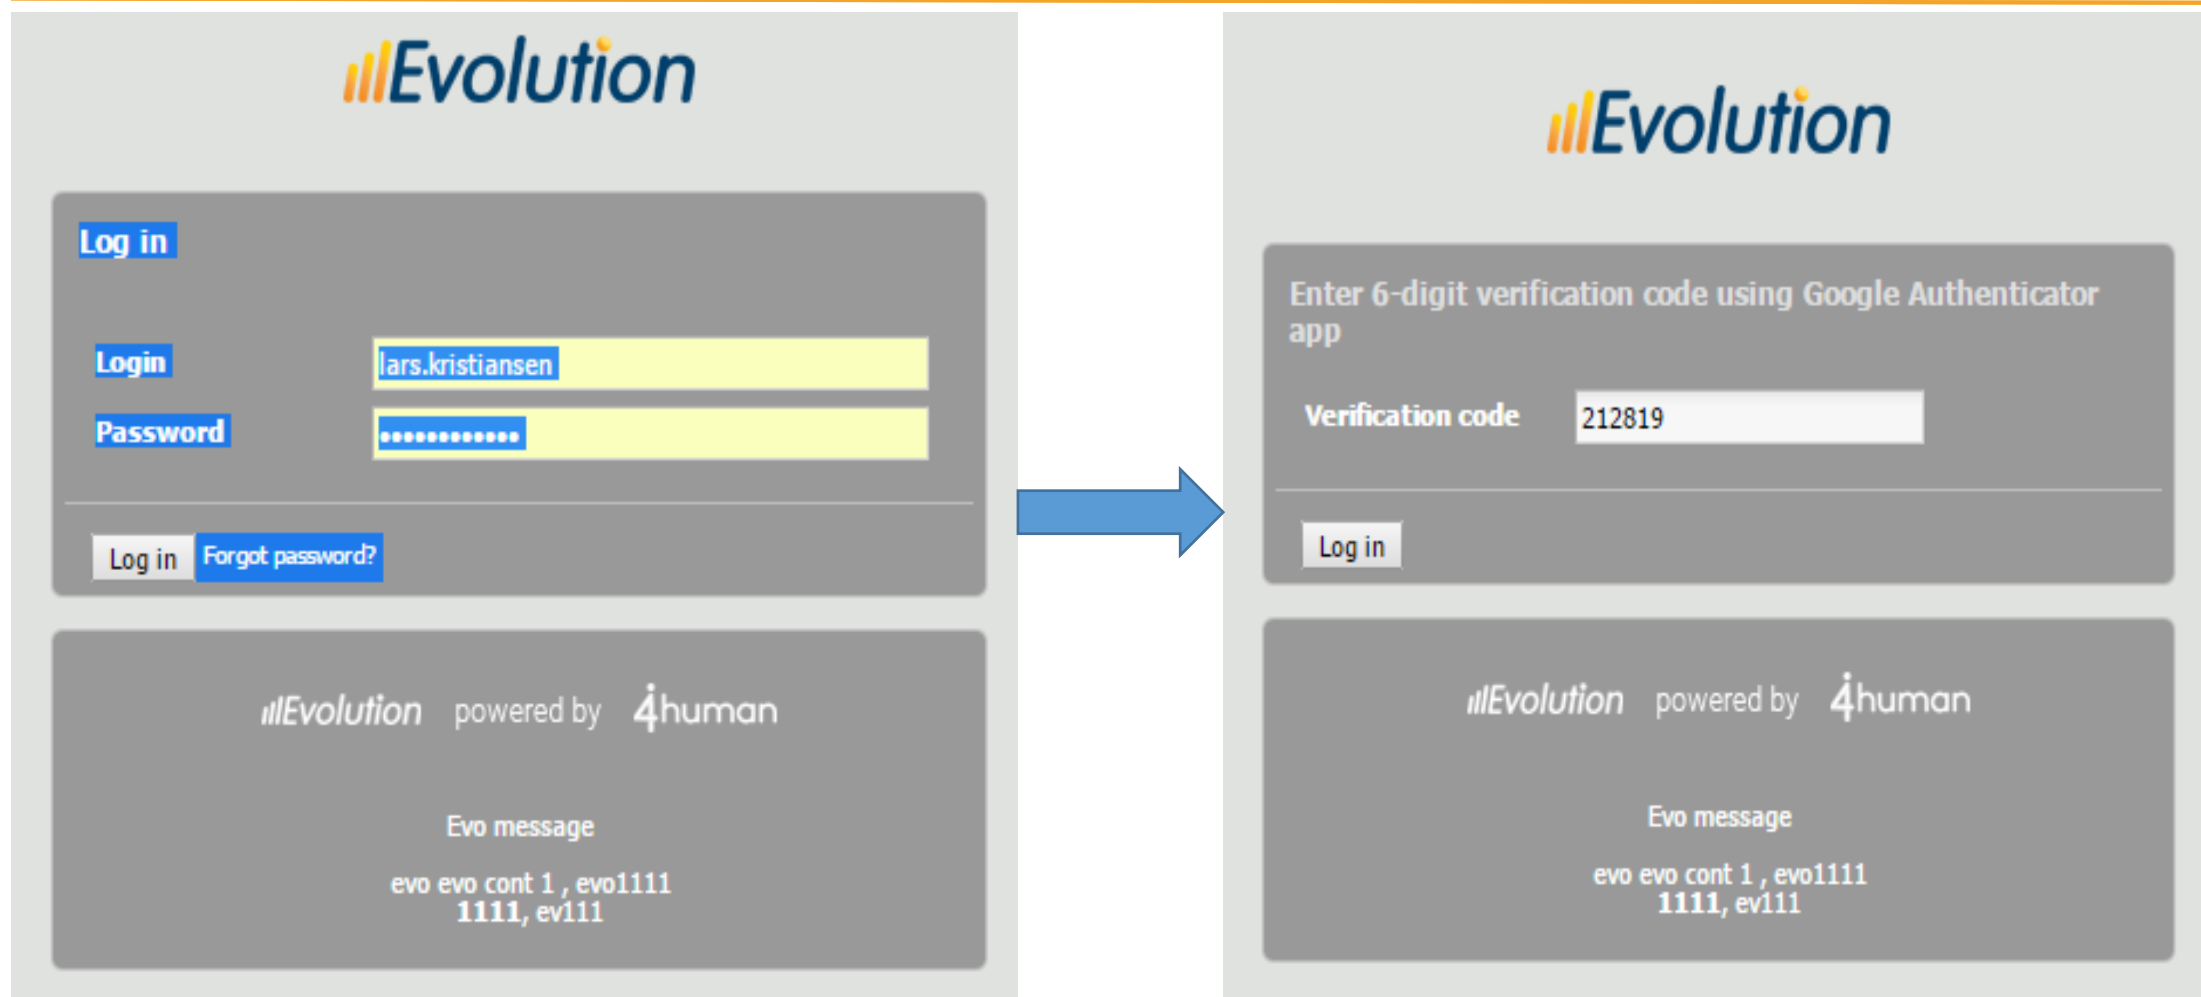 Evolution
Log in
Login lars.kristiansen
Password ••••••••••••
Log in Forgot password?
Evolution powered by 4human
Evo message
evo evo cont 1 , evo1111
1111, ev111
Evolution
Enter 6-digit verification code using Google Authenticator
app
Verification code 212819
Log in
Evolution powered by 4human
Evo message
evo evo cont 1 , evo1111
1111, ev111